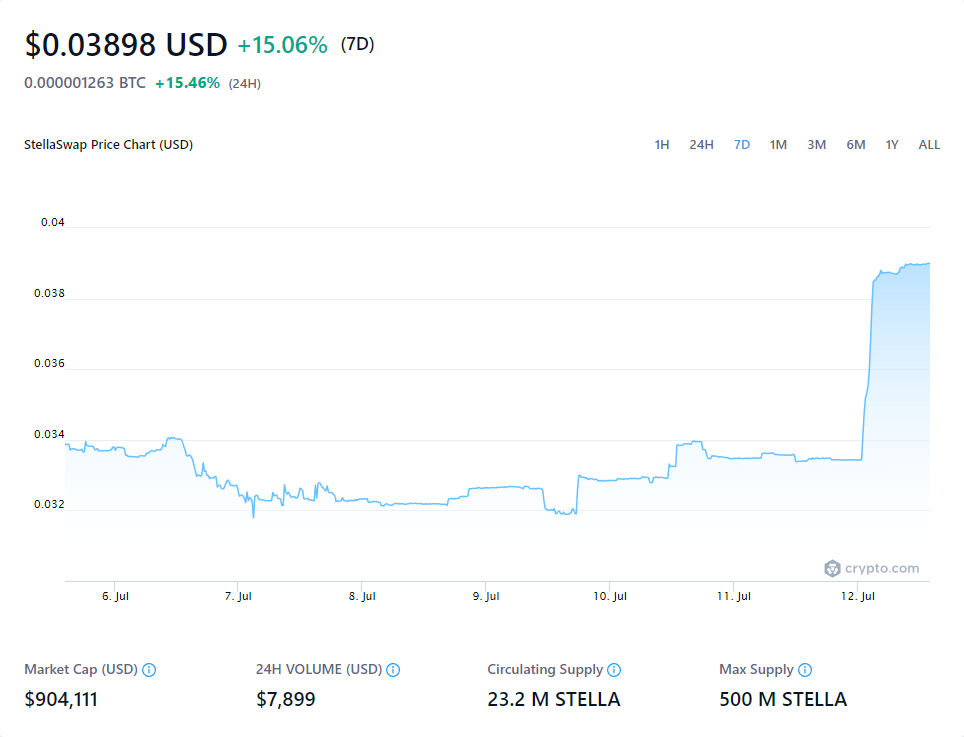 $0.03898 USD +15.06% (7D)
0.000001263 BTC +15.46% (24H)
StellaSwap Price Chart (USD) 1H 24H 7D 1M 3M 6M 1Y ALL
0.04
0.038
0.036
0.034
0.032
crypto.com
6. Jul 7. Jul 8. Jul 9. Jul 10. Jul 11. Jul 12. Jul
Market Cap (USD) 24H VOLUME (USD) Circulating Supply Max Supply
$904,111 $7,899 23.2 M STELLA 500 M STELLA